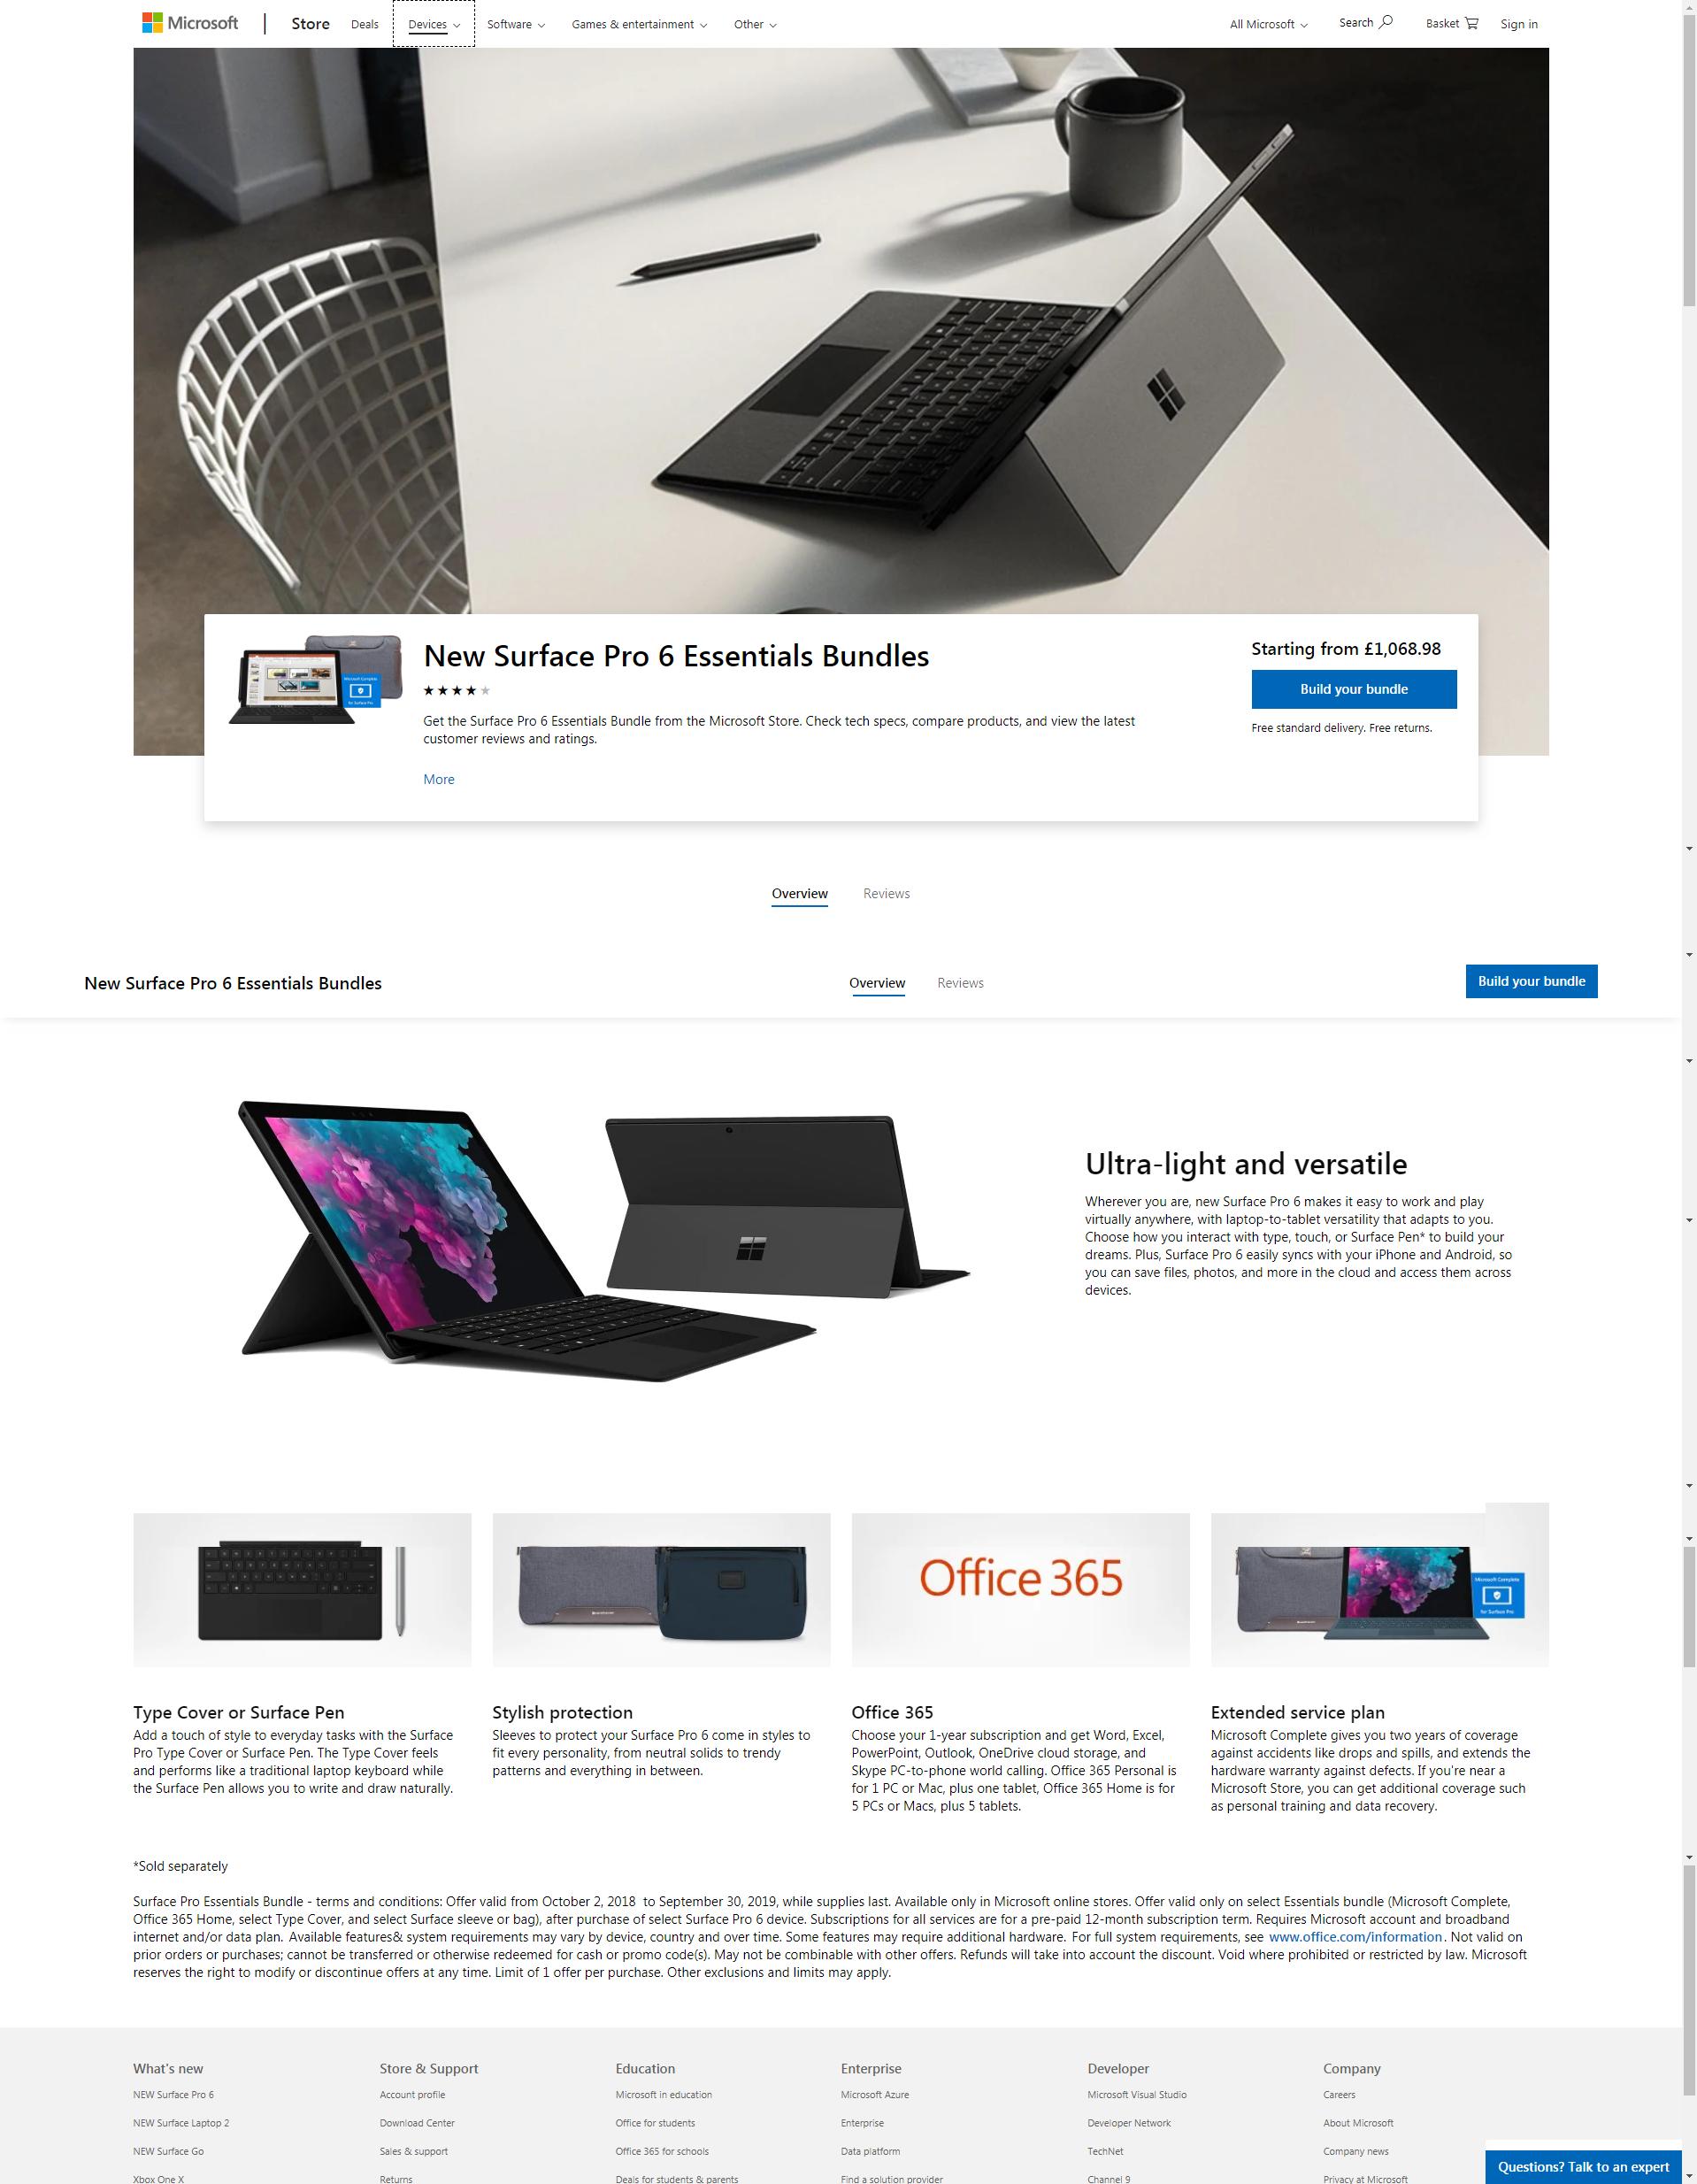 Microsoft
Store
Deals
Devices
Software
Games & entertainment
Other
All Microsoft
Search
Basket
Sign in
Microsoft Complete
for Surface Pro
New Surface Pro 6 Essentials Bundles
Get the Surface Pro 6 Essentials Bundle from the Microsoft Store. Check tech specs, compare products, and view the latest
customer reviews and ratings.
More
Starting from £1,068.98
Build your bundle
Free standard delivery. Free returns.
Overview
Reviews
New Surface Pro 6 Essentials Bundles
Overview
Reviews
Build your bundle
Ultra-light and versatile
Wherever you are, new Surface Pro 6 makes it easy to work and play
virtually anywhere, with laptop-to-tablet versatility that adapts to you.
Choose how you interact with type, touch, or Surface Pen* to build your
dreams. Plus, Surface Pro 6 easily syncs with your iPhone and Android, so
you can save files, photos, and more in the cloud and access them across
devices.
Office 365
Microsoft Complete
for Surface Pro
Type Cover or Surface Pen
Add a touch of style to everyday tasks with the Surface
Pro Type Cover or Surface Pen. The Type Cover feels
and performs like a traditional laptop keyboard while
the Surface Pen allows you to write and draw naturally.
Stylish protection
Sleeves to protect your Surface Pro 6 come in styles to
fit every personality, from neutral solids to trendy
patterns and everything in between.
Office 365
Choose your 1-year subscription and get Word, Excel,
PowerPoint, Outlook, OneDrive cloud storage, and
Skype PC-to-phone world calling. Office 365 Personal is
for 1 PC or Mac, plus one tablet, Office 365 Home is for
5 PCs or Macs, plus 5 tablets.
Extended service plan
Microsoft Complete gives you two years of coverage
against accidents like drops and spills, and extends the
hardware warranty against defects. If you're near a
Microsoft Store, you can get additional coverage such
as personal training and data recovery.
*Sold separately
Surface Pro Essentials Bundle - terms and conditions: Offer valid from October 2, 2018 to September 30, 2019, while supplies last. Available only in Microsoft online stores. Offer valid only on select Essentials bundle (Microsoft Complete,
Office 365 Home, select Type Cover, and select Surface sleeve or bag), after purchase of select Surface Pro 6 device. Subscriptions for all services are for a pre-paid 12-month subscription term. Requires Microsoft account and broadband
internet and/or data plan. Available features& system requirements may vary by device, country and over time. Some features may require additional hardware. For full system requirements, see www.office.com/information. Not valid on
prior orders or purchases; cannot be transferred or otherwise redeemed for cash or promo code(s). May not be combinable with other offers. Refunds will take into account the discount. Void where prohibited or restricted by law. Microsoft
reserves the right to modify or discontinue offers at any time. Limit of 1 offer per purchase. Other exclusions and limits may apply.
What's new
NEW Surface Pro 6
NEW Surface Laptop 2
NEW Surface Go
Xbox One X
Store & Support
Account profile
Download Center
Sales & support
Returns
Education
Microsoft in education
Office for students
Office 365 for schools
Deals for students & parents
Enterprise
Microsoft Azure
Enterprise
Data platform
Find a solution provider
Developer
Microsoft Visual Studio
Developer Network
TechNet
Channel 9
Company
Careers
About Microsoft
Company news
Privacy at Microsoft
Questions? Talk to an expert